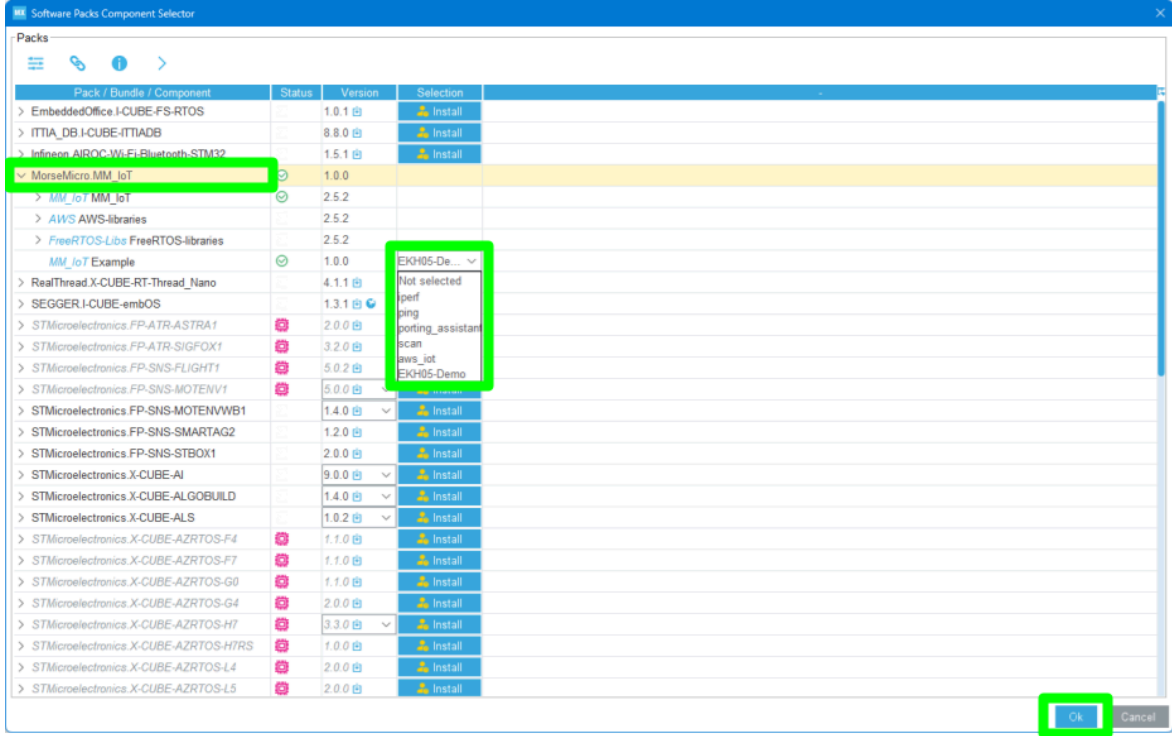 MX Software Packs Component Selector
Packs
Pack / Bundle / Component Status Version Selection -
> EmbeddedOffice.I-CUBE-FS-RTOS 1.0.1 Install
> ITTIA_DB.I-CUBE-ITTIADB 8.8.0 Install
> Infineon.AIROC-Wi-Fi-Bluetooth-STM32 1.5.1 Install
MorseMicro.MM_IoT 1.0.0
> MM_IoT MM_IoT 2.5.2
> AWS AWS-libraries 2.5.2
> FreeRTOS-Libs FreeRTOS-libraries 2.5.2
MM_IoT Example 1.0.0 EKH05-De...
> RealThread.X-CUBE-RT-Thread_Nano 4.1.1 Not selected
> SEGGER.I-CUBE-embOS 1.3.1 iperf
ping
> STMicroelectronics.FP-ATR-ASTRA1 2.0.0 porting_assistant
> STMicroelectronics.FP-ATR-SIGFOX1 3.2.0 scan
aws_iot
> STMicroelectronics.FP-SNS-FLIGHT1 5.0.2 EKH05-Demo
> STMicroelectronics.FP-SNS-MOTENV1 5.0.0 Install
> STMicroelectronics.FP-SNS-MOTENVWB1 1.4.0 Install
> STMicroelectronics.FP-SNS-SMARTAG2 1.2.0 Install
> STMicroelectronics.FP-SNS-STBOX1 2.0.0 Install
> STMicroelectronics.X-CUBE-AI 9.0.0 Install
> STMicroelectronics.X-CUBE-ALGOBUILD 1.4.0 Install
> STMicroelectronics.X-CUBE-ALS 1.0.2 Install
> STMicroelectronics.X-CUBE-AZRTOS-F4 1.1.0 Install
> STMicroelectronics.X-CUBE-AZRTOS-F7 1.1.0 Install
> STMicroelectronics.X-CUBE-AZRTOS-G0 1.1.0 Install
> STMicroelectronics.X-CUBE-AZRTOS-G4 2.0.0 Install
> STMicroelectronics.X-CUBE-AZRTOS-H7 3.3.0 Install
> STMicroelectronics.X-CUBE-AZRTOS-H7RS 1.0.0 Install
> STMicroelectronics.X-CUBE-AZRTOS-L4 2.0.0 Install
> STMicroelectronics.X-CUBE-AZRTOS-L5 2.0.0 Install
Ok Cancel